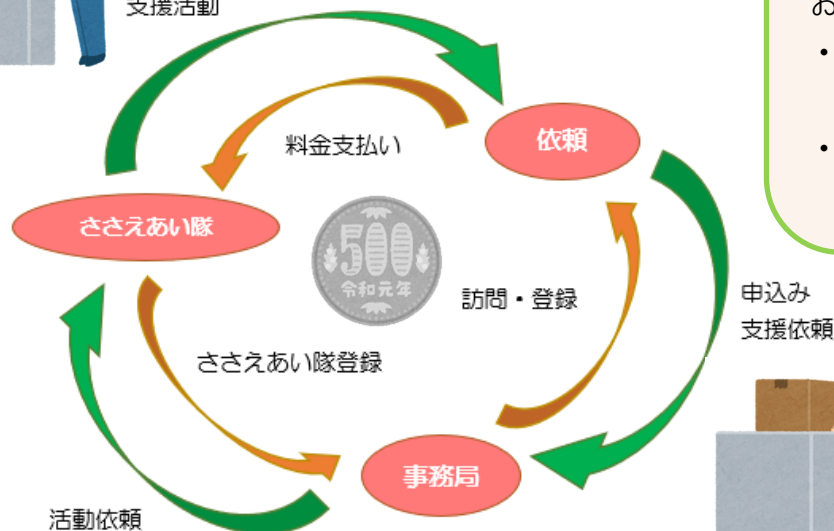 支援活動
お
・
・
料金支払い
依頼
ささえあい隊
500
令和元年
訪問・登録
申込み
支援依頼
ささえあい隊登録
事務局
活動依頼